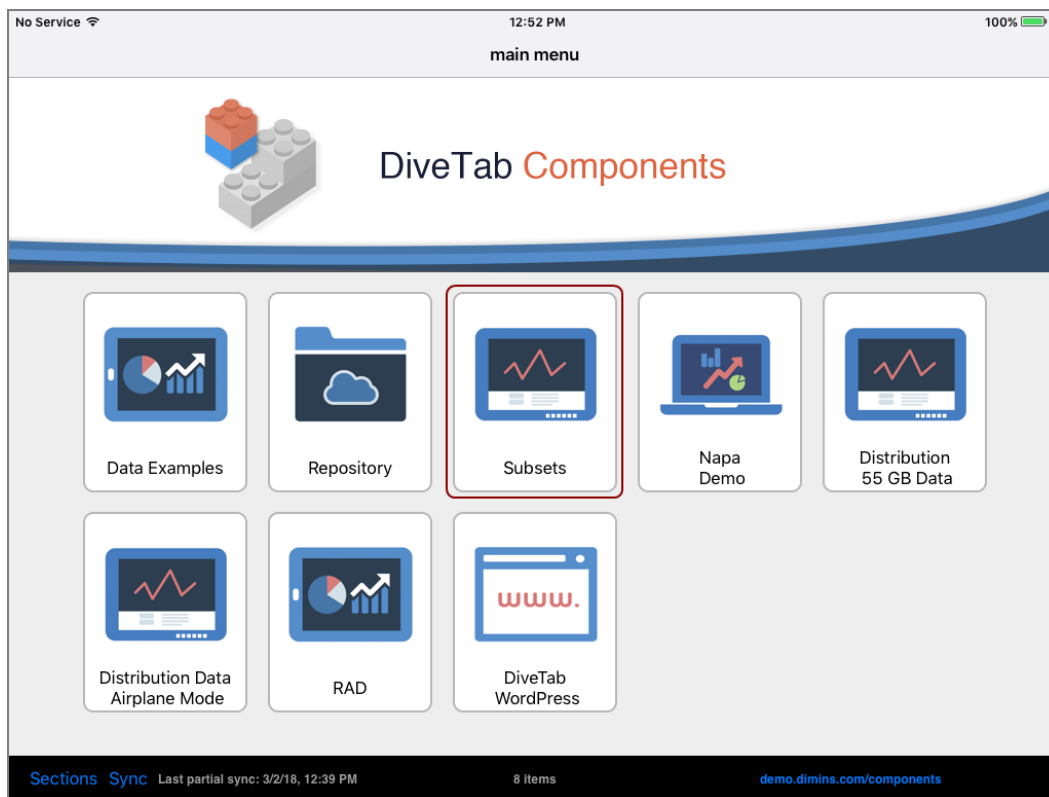 No Service 12:52 PM 100%
main menu
DiveTab Components
Data Examples
Repository
Subsets
Napa
Demo
Distribution
55 GB Data
www.
Distribution Data
Airplane Mode
RAD
DiveTab
WordPress
Sections Sync Last partial sync: 3/2/18, 12:39 PM 8 items demo.dimins.com/components